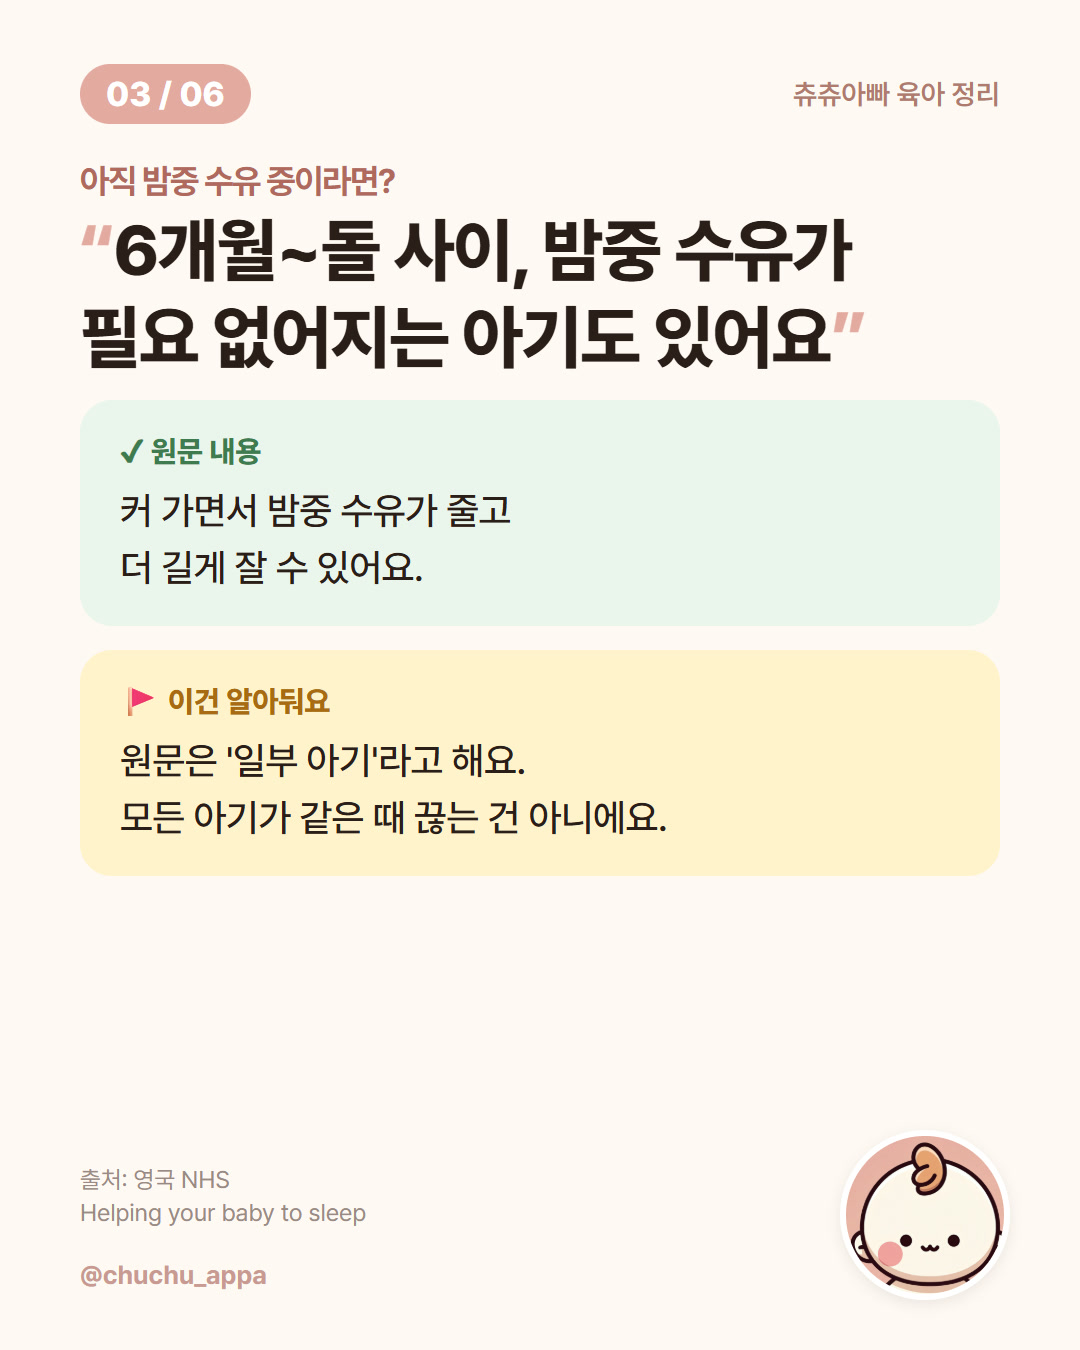 03 / 06
츄츄아빠 육아 정리
아직 밤중 수유 중이라면?
“6개월~돌 사이, 밤중 수유가
필요 없어지는 아기도 있어요”
✓ 원문 내용
커 가면서 밤중 수유가 줄고
더 길게 잘 수 있어요.
🚩 이건 알아둬요
원문은 '일부 아기'라고 해요.
모든 아기가 같은 때 끊는 건 아니에요.
출처: 영국 NHS
Helping your baby to sleep
@chuchu_appa